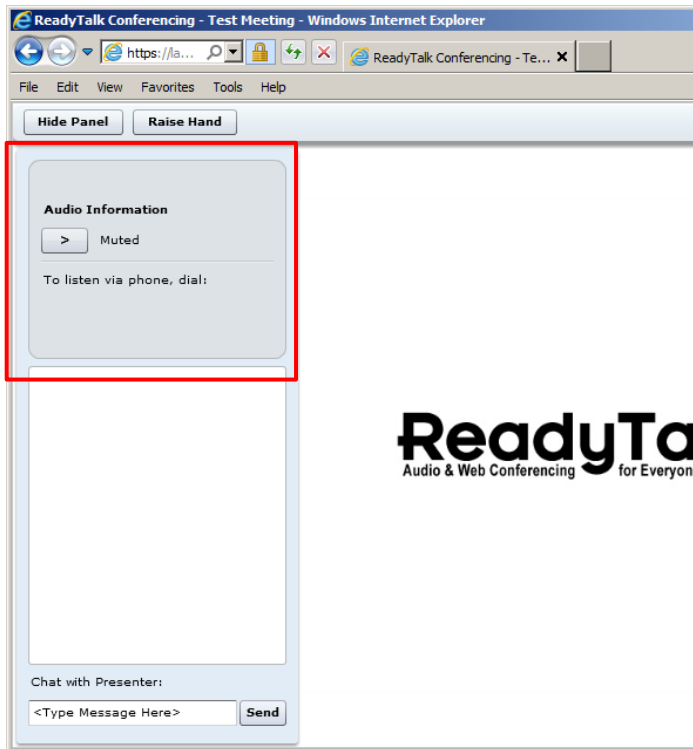 ReadyTalk Conferencing - Test Meeting - Windows Internet Explorer
https://la...
ReadyTalk Conferencing - Te...
File Edit View Favorites Tools Help
Hide Panel Raise Hand
Audio Information
> Muted
To listen via phone, dial:
ReadyTa
Audio & Web Conferencing for Everyon
Chat with Presenter:
<Type Message Here> Send